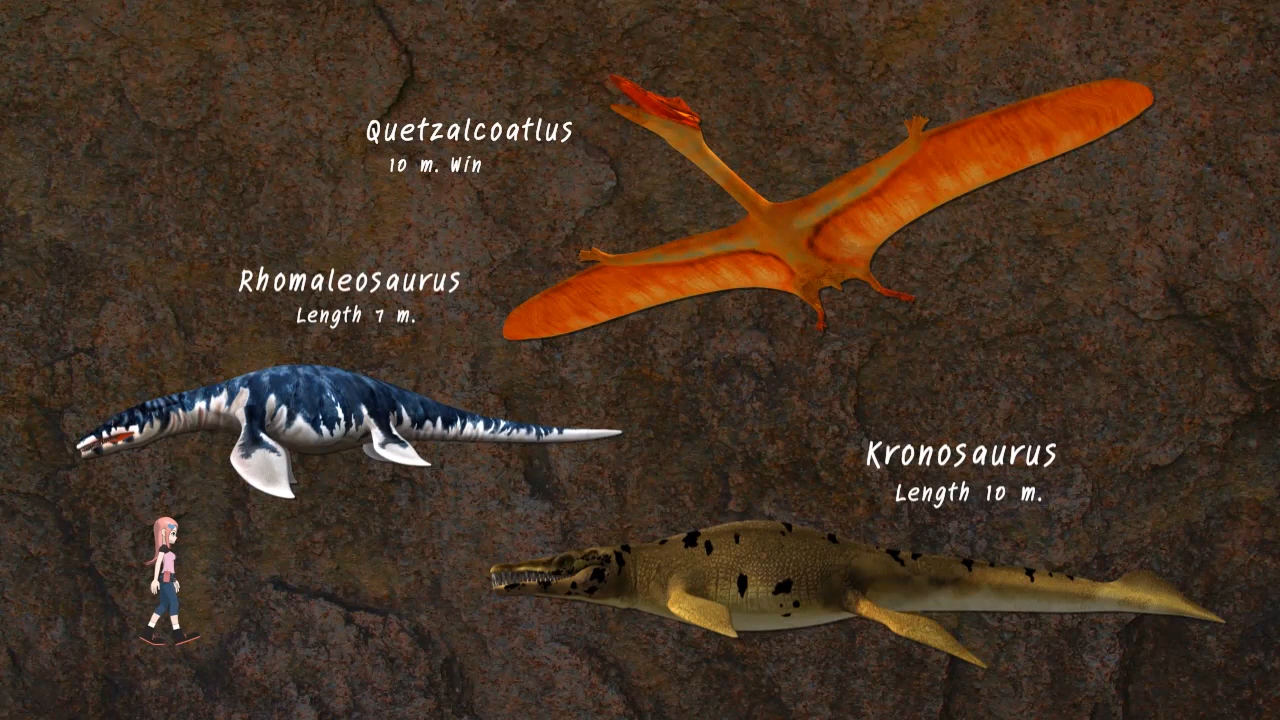 Quetzalcoatlus
10 m. Win
Rhomaleosaurus
Length 7 m.
Kronosaurus
Length 10 m.